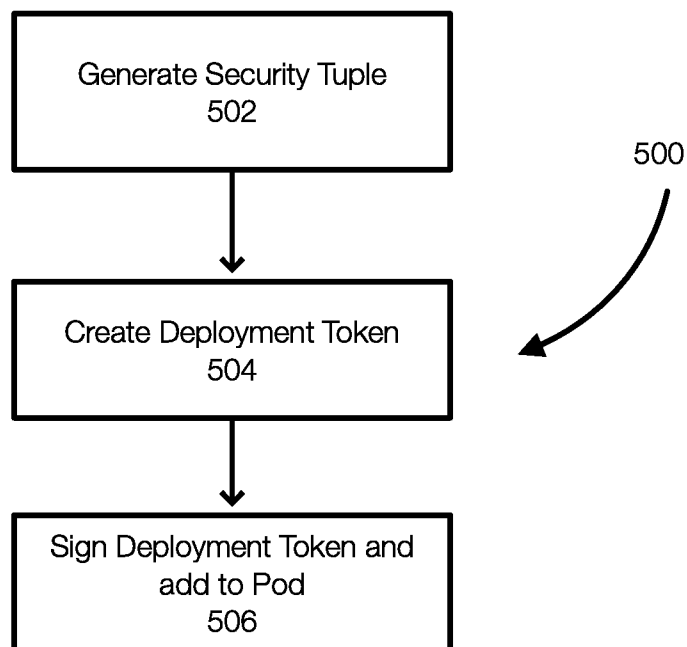 Generate Security Tuple
502
500
Create Deployment Token
504
Sign Deployment Token and
add to Pod
506